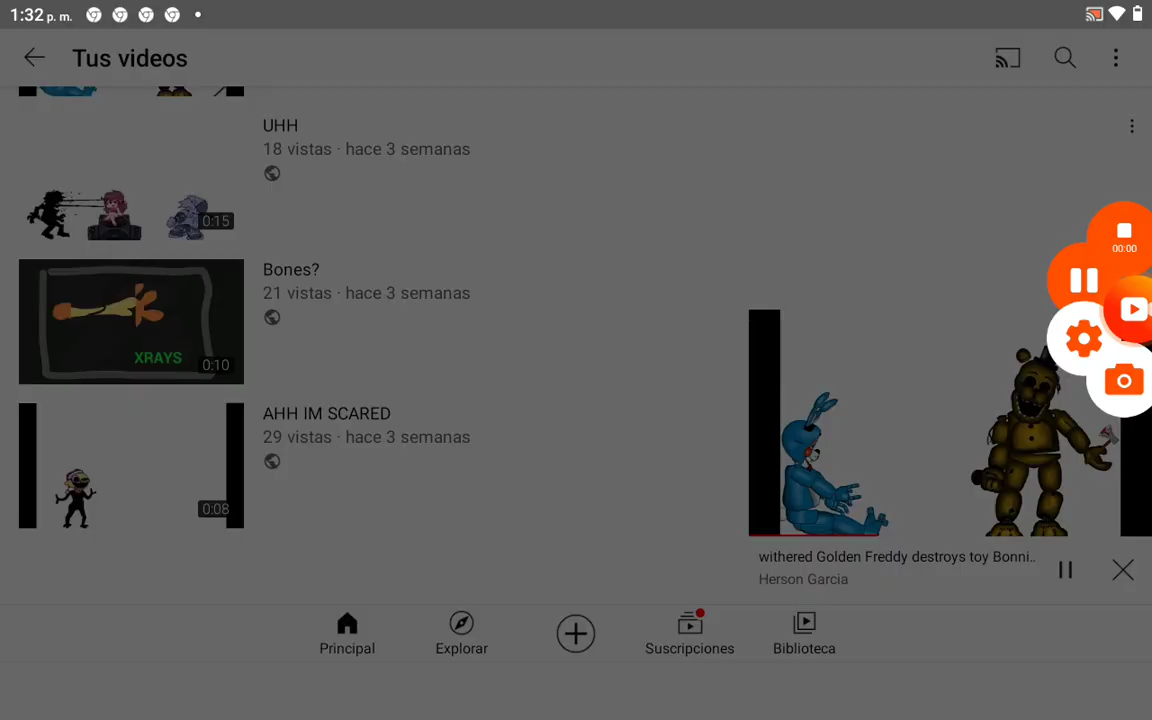 1:32 p. m.
Tus videos
UHH
18 vistas · hace 3 semanas
0:15
00:00
Bones?
21 vistas · hace 3 semanas
XRAYS
0:10
AHH IM SCARED
29 vistas · hace 3 semanas
0:08
withered Golden Freddy destroys toy Bonni..
Herson Garcia
Principal
Explorar
Suscripciones
Biblioteca